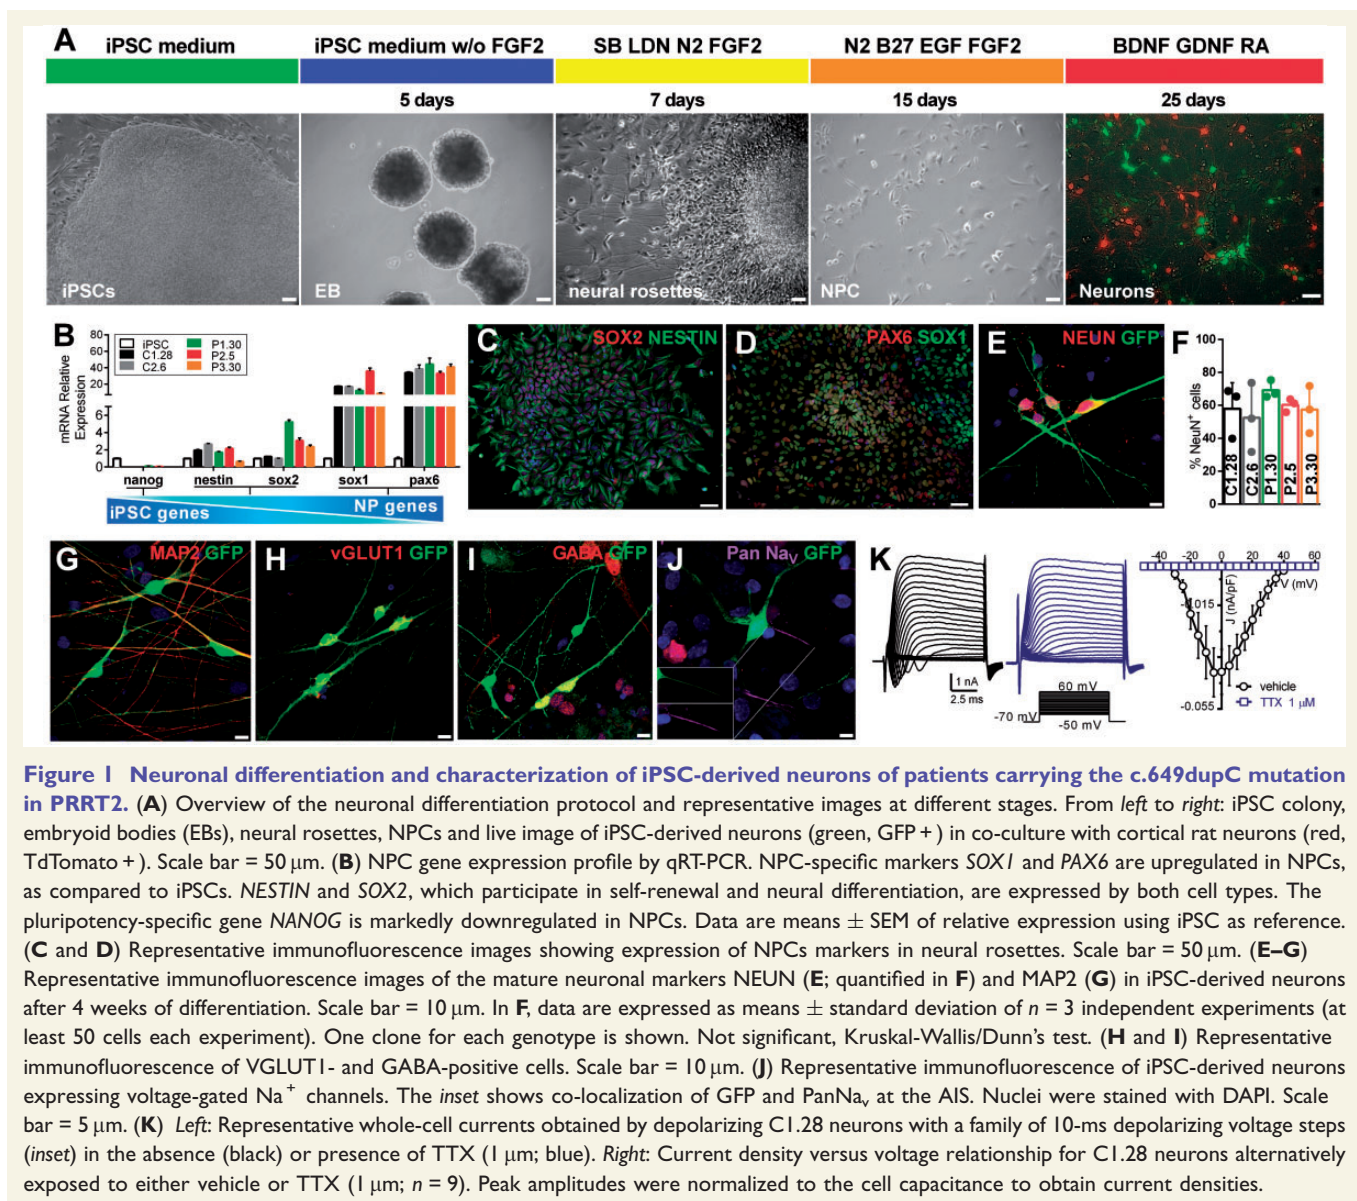 A
iPSC medium
iPSC medium w/o FGF2
SB LDN N2 FGF2
N2 B27 EGF FGF2
BDNF GDNF RA
5 days
7 days
15 days
25 days
iPSCs
EB
neural rosettes
NPC
Neurons
B
mRNA Relative
Expression
80
60
40
20
6
4
2
0
iPSC
C1.28
C2.6
P1.30
P2.5
P3.30
nanog
nestin
sox2
sox1
pax6
iPSC genes
NP genes
C
SOX2 NESTIN
D
PAX6 SOX1
E
NEUN GFP
F
% NeuN+ cells
100
80
60
40
20
0
C1.28
C2.6
P1.30
P2.5
P3.30
G
MAP2 GFP
H
vGLUT1 GFP
I
GABA GFP
J
Pan NaV GFP
K
1 nA
2.5 ms
60 mV
-70 mV
-50 mV
-40 -20 0 20 40 60
V (mV)
J (nA/pF)
-0.015
-0.055
vehicle
TTX 1 µM
Figure 1 Neuronal differentiation and characterization of iPSC-derived neurons of patients carrying the c.649dupC mutation
in PRRT2. (A) Overview of the neuronal differentiation protocol and representative images at different stages. From left to right: iPSC colony,
embryoid bodies (EBs), neural rosettes, NPCs and live image of iPSC-derived neurons (green, GFP+) in co-culture with cortical rat neurons (red,
TdTomato+). Scale bar = 50 µm. (B) NPC gene expression profile by qRT-PCR. NPC-specific markers SOX1 and PAX6 are upregulated in NPCs,
as compared to iPSCs. NESTIN and SOX2, which participate in self-renewal and neural differentiation, are expressed by both cell types. The
pluripotency-specific gene NANOG is markedly downregulated in NPCs. Data are means ± SEM of relative expression using iPSC as reference.
(C and D) Representative immunofluorescence images showing expression of NPCs markers in neural rosettes. Scale bar = 50 µm. (E–G)
Representative immunofluorescence images of the mature neuronal markers NEUN (E; quantified in F) and MAP2 (G) in iPSC-derived neurons
after 4 weeks of differentiation. Scale bar = 10 µm. In F, data are expressed as means ± standard deviation of n = 3 independent experiments (at
least 50 cells each experiment). One clone for each genotype is shown. Not significant, Kruskal-Wallis/Dunn's test. (H and I) Representative
immunofluorescence of VGLUT1- and GABA-positive cells. Scale bar = 10 µm. (J) Representative immunofluorescence of iPSC-derived neurons
expressing voltage-gated Na+ channels. The inset shows co-localization of GFP and PanNav at the AIS. Nuclei were stained with DAPI. Scale
bar = 5 µm. (K) Left: Representative whole-cell currents obtained by depolarizing C1.28 neurons with a family of 10-ms depolarizing voltage steps
(inset) in the absence (black) or presence of TTX (1 µm; blue). Right: Current density versus voltage relationship for C1.28 neurons alternatively
exposed to either vehicle or TTX (1 µm; n = 9). Peak amplitudes were normalized to the cell capacitance to obtain current densities.